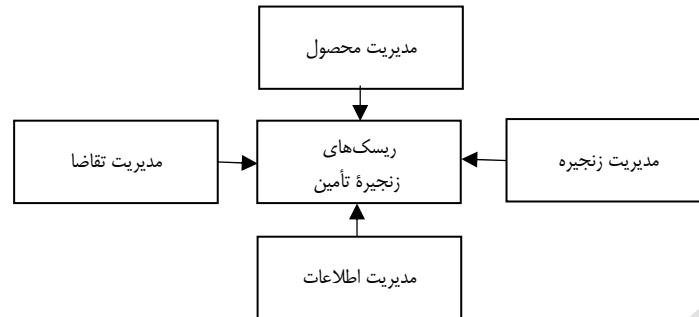 مدیریت محصول
مدیریت زنجیره
ریسک‌های
زنجیرهٔ تأمین
مدیریت تقاضا
مدیریت اطلاعات